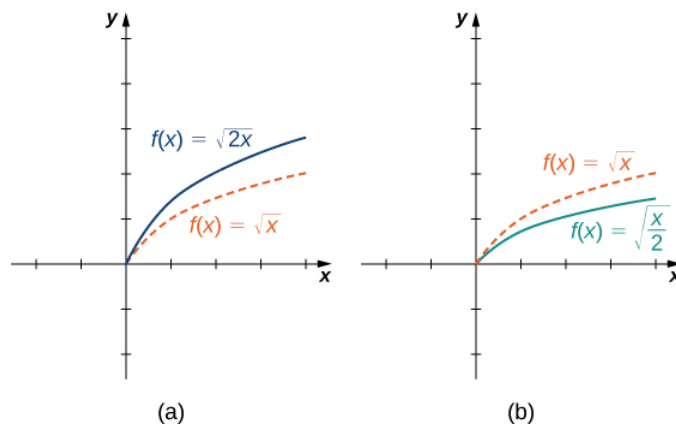 y
f(x) = √2x
f(x) = √x
x
(a)
y
f(x) = √x
f(x) = √x/2
x
(b)